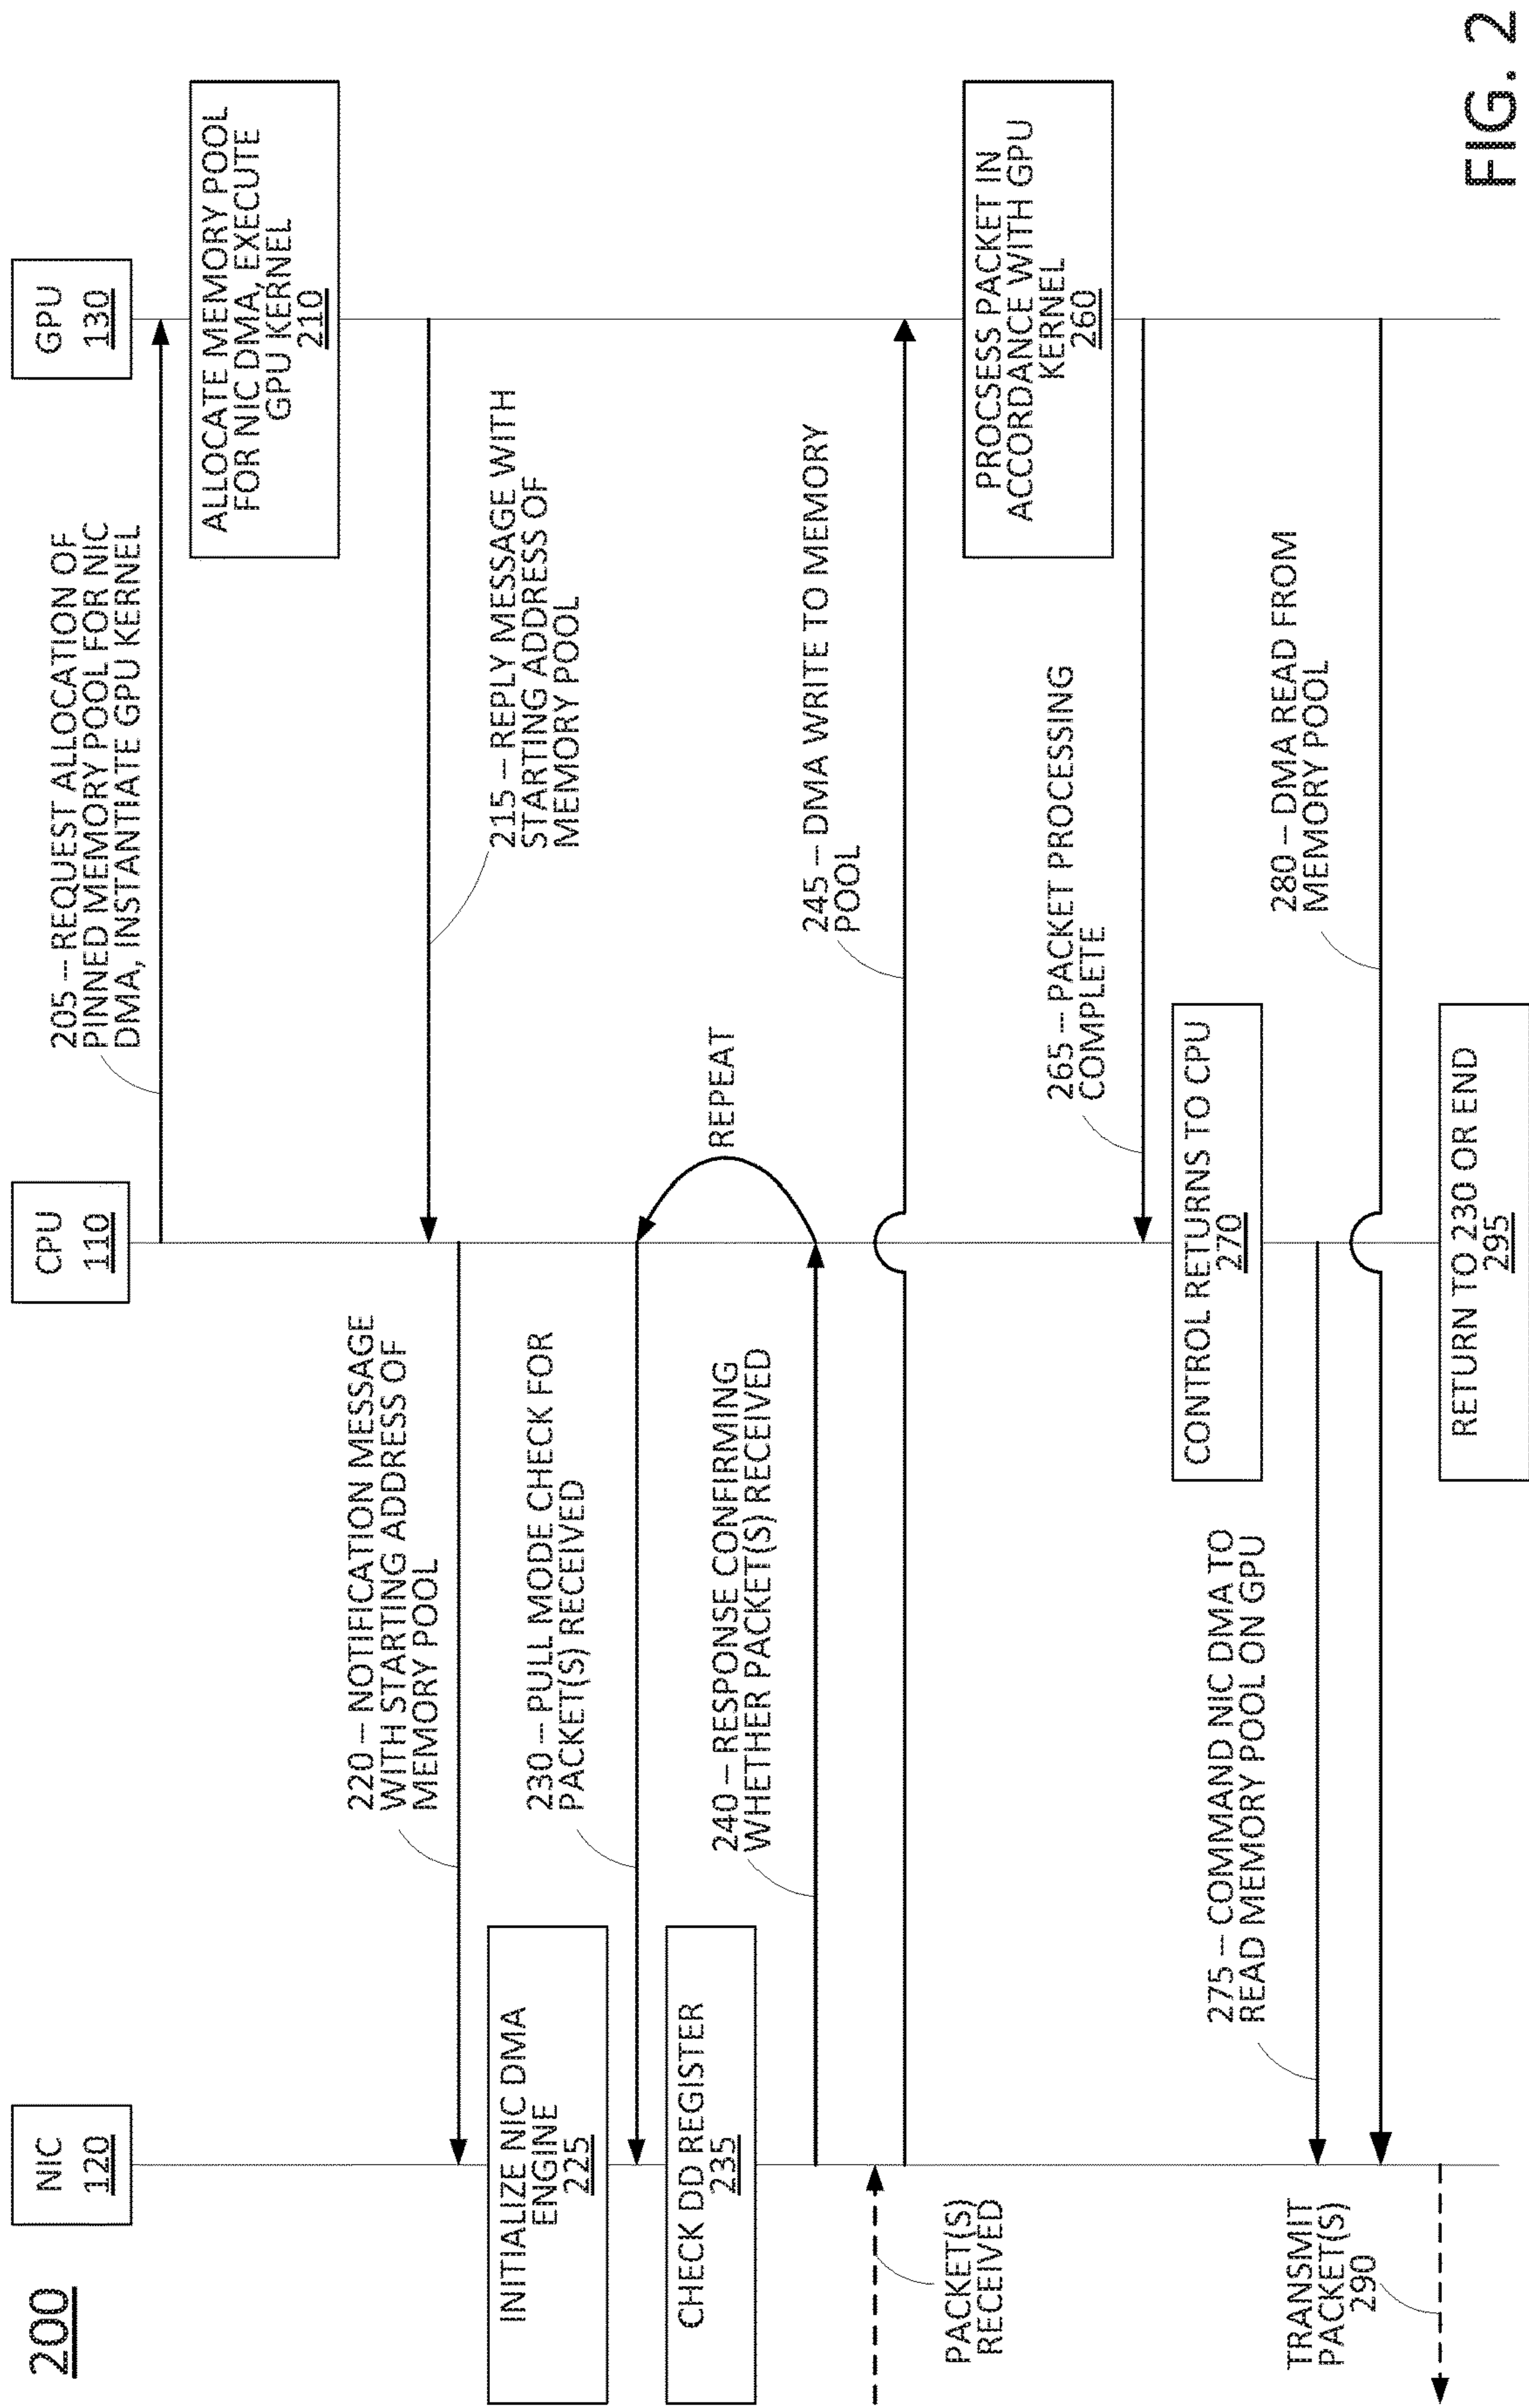 200
NIC
120
CPU
110
GPU
130
205 -- REQUEST ALLOCATION OF
PINNED MEMORY POOL FOR NIC
DMA, INSTANTIATE GPU KERNEL
ALLOCATE MEMORY POOL
FOR NIC DMA, EXECUTE
GPU KERNEL
210
215 -- REPLY MESSAGE WITH
STARTING ADDRESS OF
MEMORY POOL
220 -- NOTIFICATION MESSAGE
WITH STARTING ADDRESS OF
MEMORY POOL
INITIALIZE NIC DMA
ENGINE
225
230 -- PULL MODE CHECK FOR
PACKET(S) RECEIVED
CHECK DD REGISTER
235
REPEAT
240 -- RESPONSE CONFIRMING
WHETHER PACKET(S) RECEIVED
245 -- DMA WRITE TO MEMORY
POOL
PACKET(S)
RECEIVED
PROCSESS PACKET IN
ACCORDANCE WITH GPU
KERNEL
260
265 -- PACKET PROCESSING
COMPLETE
CONTROL RETURNS TO CPU
270
275 -- COMMAND NIC DMA TO
READ MEMORY POOL ON GPU
280 -- DMA READ FROM
MEMORY POOL
TRANSMIT
PACKET(S)
290
RETURN TO 230 OR END
295
FIG. 2